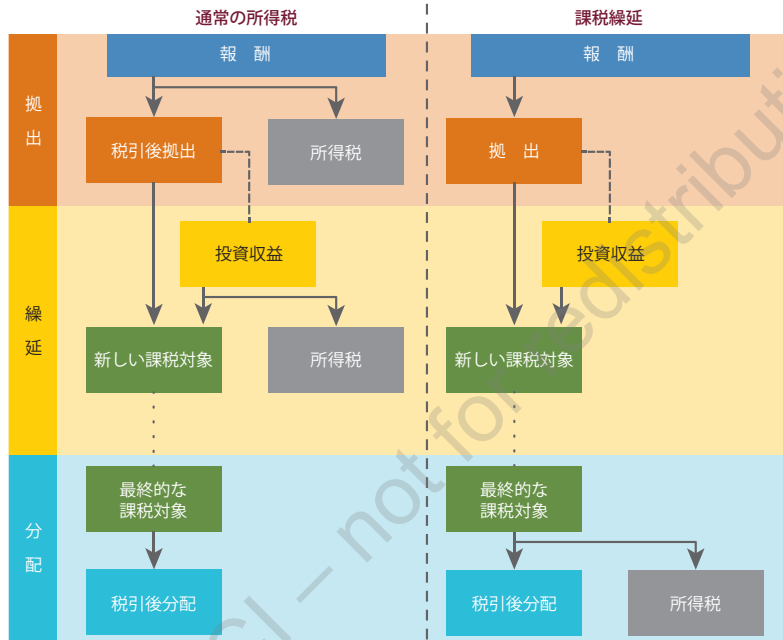 通常の所得税
課税繰延
拠出
報 酬
報 酬
税引後拠出
所得税
拠 出
繰延
投資収益
投資収益
新しい課税対象
所得税
新しい課税対象
分配
最終的な
課税対象
最終的な
課税対象
税引後分配
税引後分配
所得税
– not for redistributi